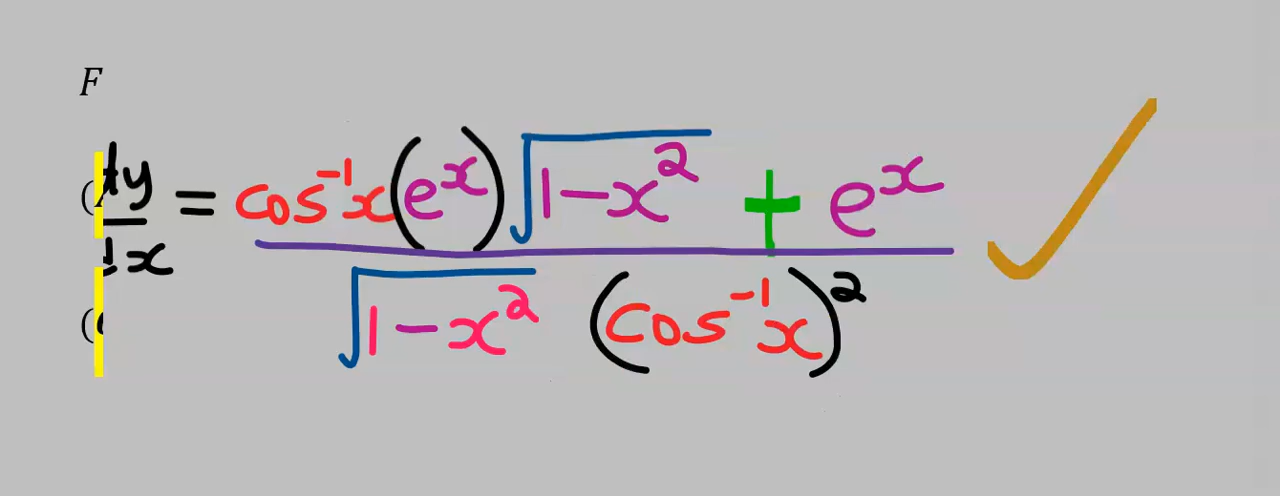 F
dy/dx = cos⁻¹x(eˣ)√(1-x²) + eˣ / √(1-x²) (cos⁻¹x)²